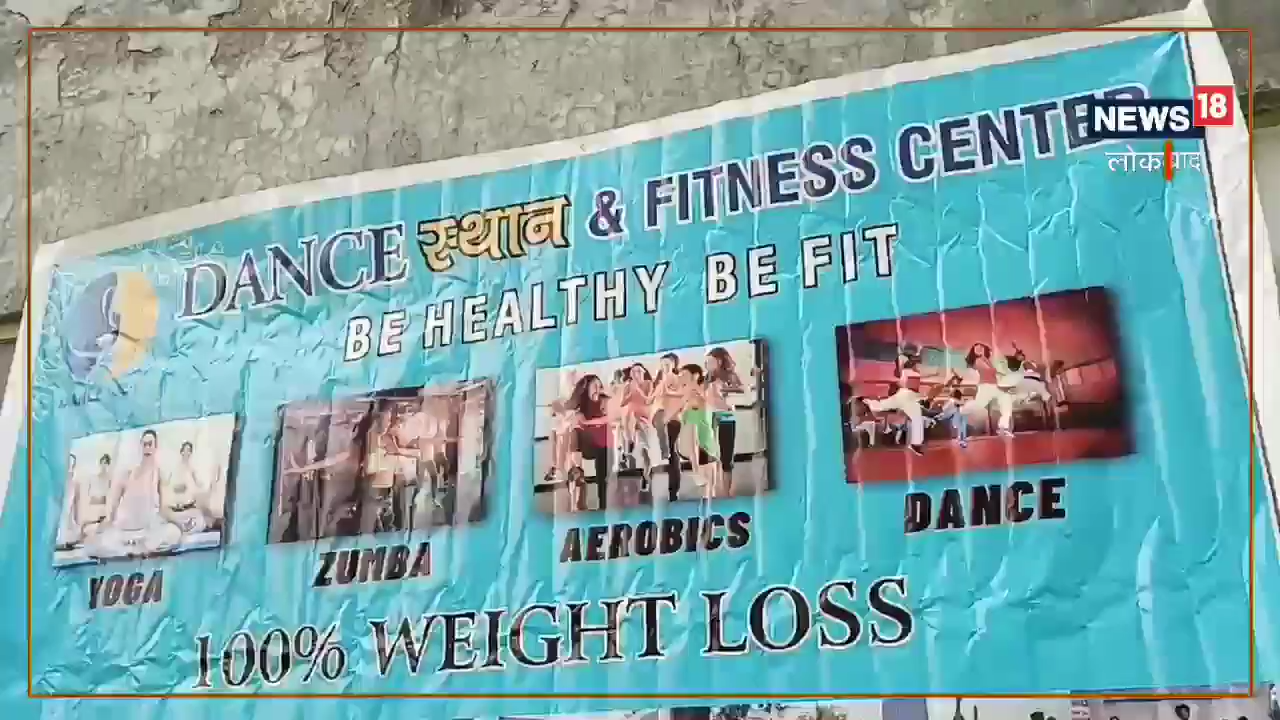 DANCE स्थान & FITNESS CENTER
NEWS 18
BE HEALTHY BE FIT
YOGA
ZUMBA
AEROBICS
DANCE
100% WEIGHT LOSS